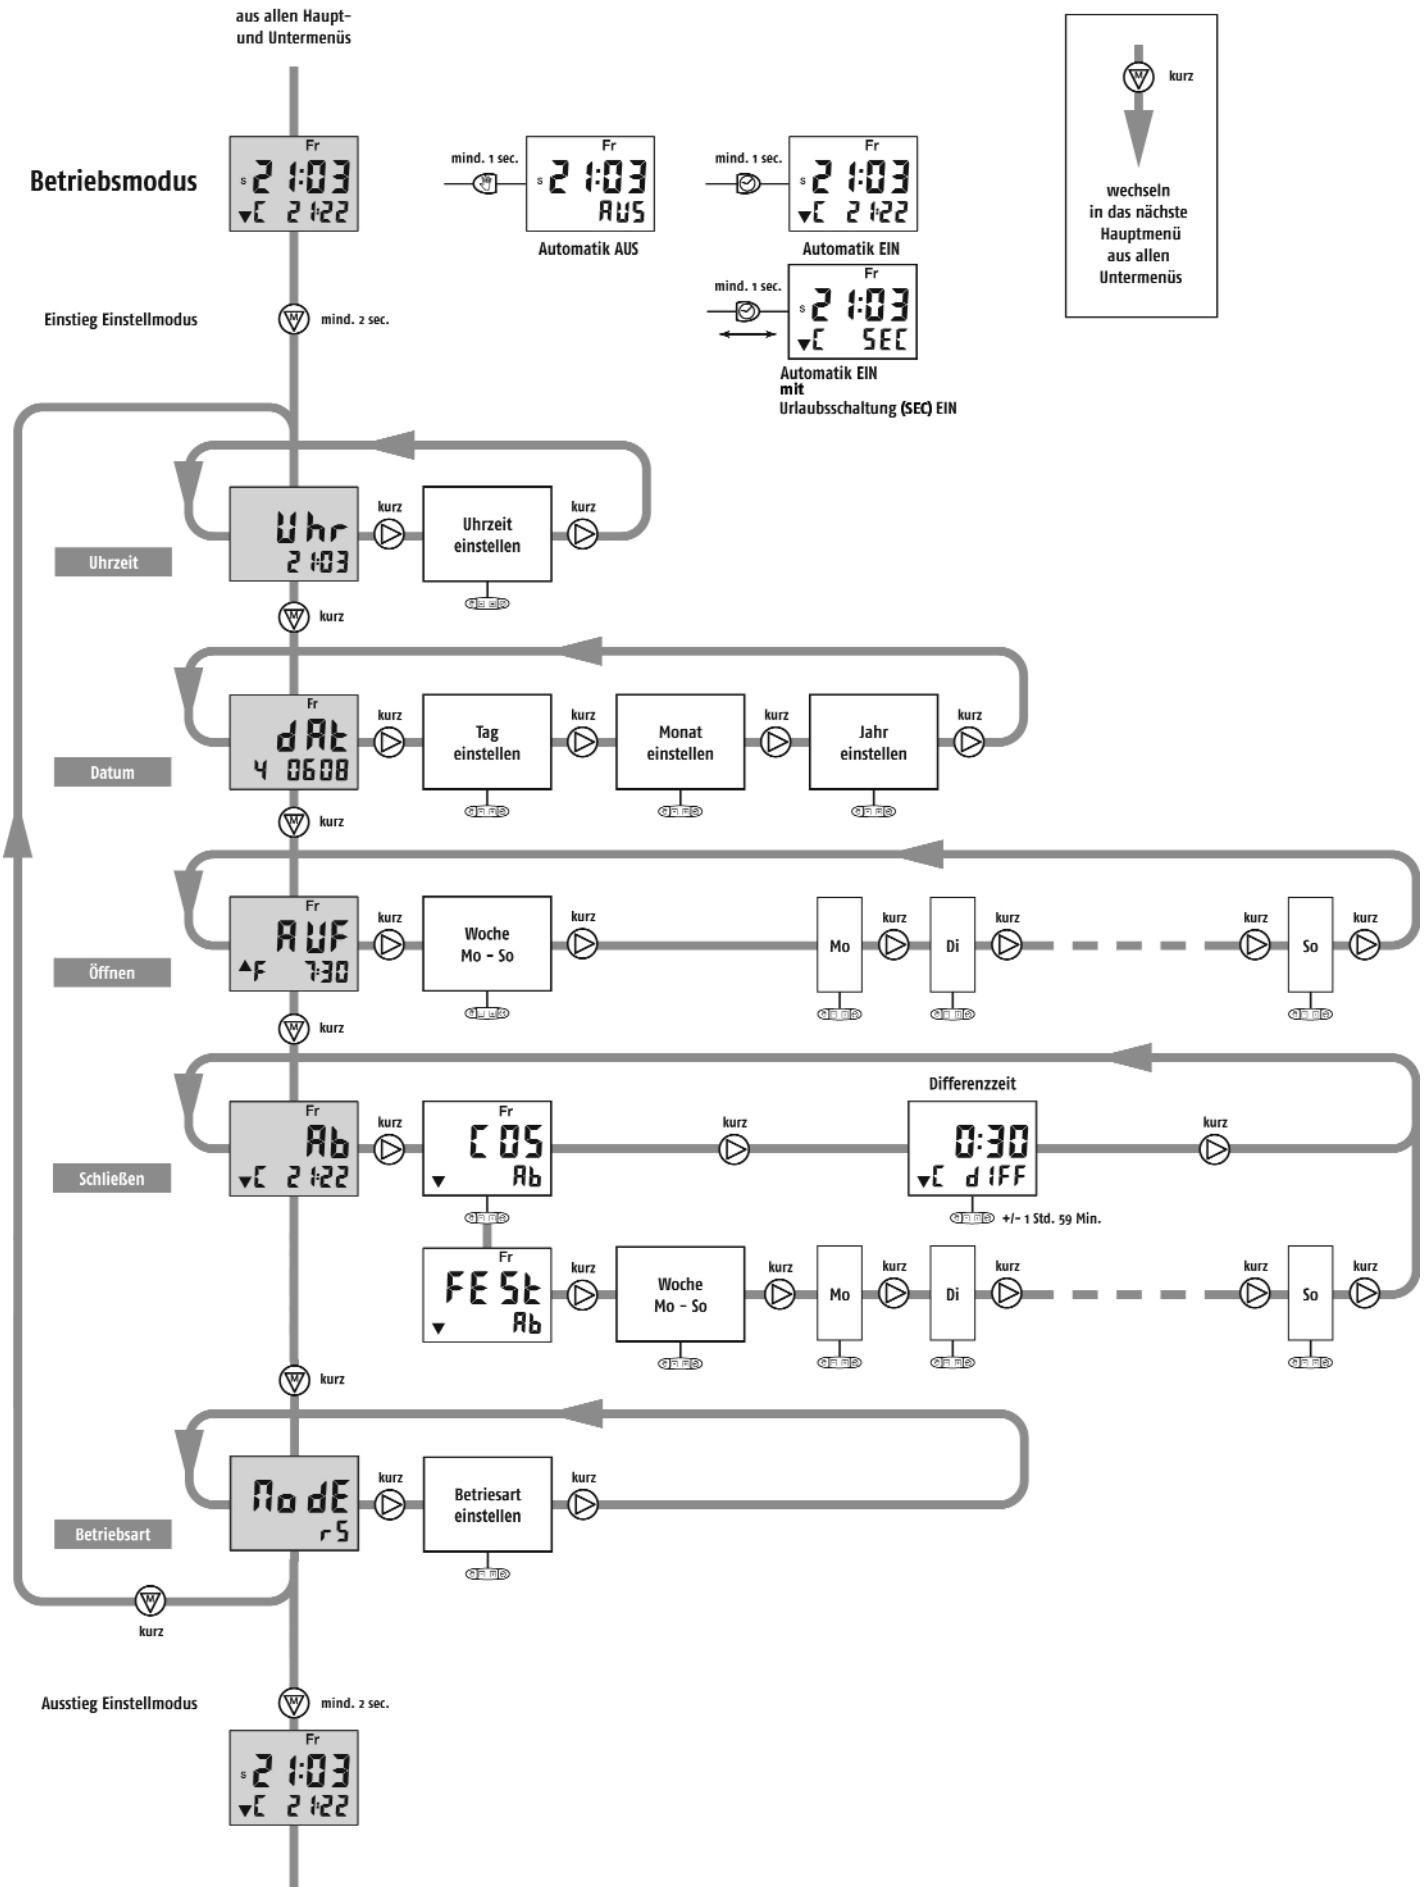 aus allen Haupt-
und Untermenüs
Betriebsmodus
Fr
s 21:03
▼C 21:22
mind. 1 sec.
Fr
s 21:03
AUS
Automatik AUS
mind. 1 sec.
Fr
s 21:03
▼C 21:22
Automatik EIN
mind. 1 sec.
Fr
s 21:03
▼C SEC
Automatik EIN
mit
Urlaubsschaltung (SEC) EIN
M
kurz
wechseln
in das nächste
Hauptmenü
aus allen
Untermenüs
Einstieg Einstellmodus
M
mind. 2 sec.
Uhrzeit
Uhr
21:03
kurz
Uhrzeit
einstellen
kurz
M
kurz
Datum
Fr
dAt
4 0608
kurz
Tag
einstellen
kurz
Monat
einstellen
kurz
Jahr
einstellen
kurz
M
kurz
Öffnen
Fr
AUF
▲F 7:30
kurz
Woche
Mo - So
kurz
Mo
kurz
Di
kurz
kurz
So
kurz
M
kurz
Schließen
Fr
Ab
▼C 21:22
kurz
Fr
COS
▼ Ab
kurz
Differenzzeit
0:30
▼C dIFF
+/- 1 Std. 59 Min.
kurz
Fr
FESt
▼ Ab
kurz
Woche
Mo - So
kurz
Mo
kurz
Di
kurz
kurz
So
kurz
M
kurz
Betriebsart
ModE
rS
kurz
Betriesart
einstellen
kurz
M
kurz
Ausstieg Einstellmodus
M
mind. 2 sec.
Fr
s 21:03
▼C 21:22